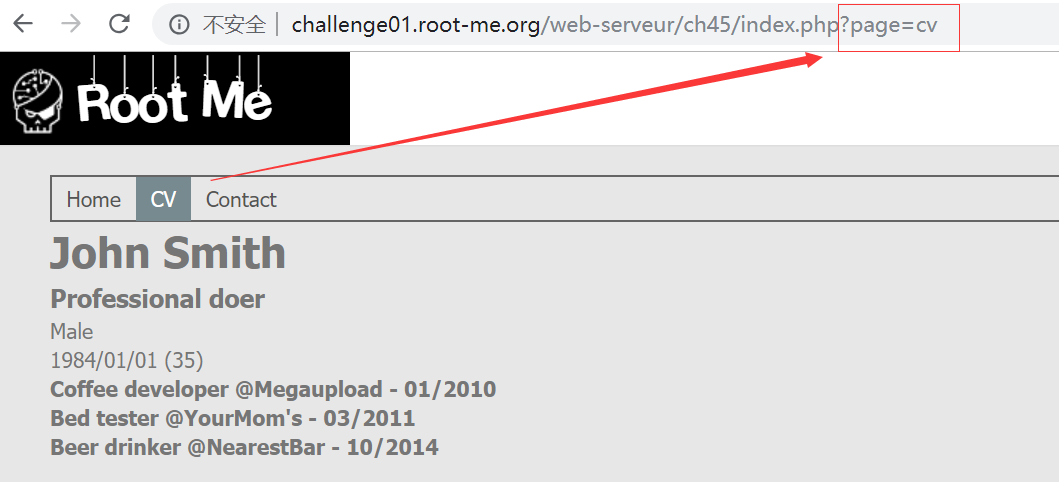 不安全 challenge01.root-me.org/web-serveur/ch45/index.php?page=cv
Root Me
Home CV Contact
John Smith
Professional doer
Male
1984/01/01 (35)
Coffee developer @Megaupload - 01/2010
Bed tester @YourMom's - 03/2011
Beer drinker @NearestBar - 10/2014